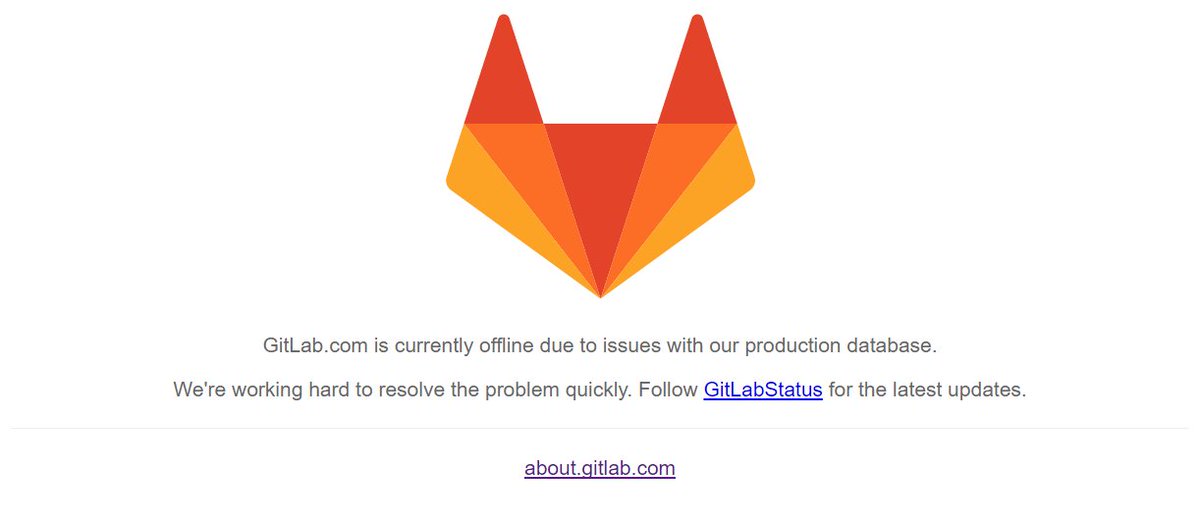 GitLab.com is currently offline due to issues with our production database.
We're working hard to resolve the problem quickly. Follow GitLabStatus for the latest updates.
about.gitlab.com